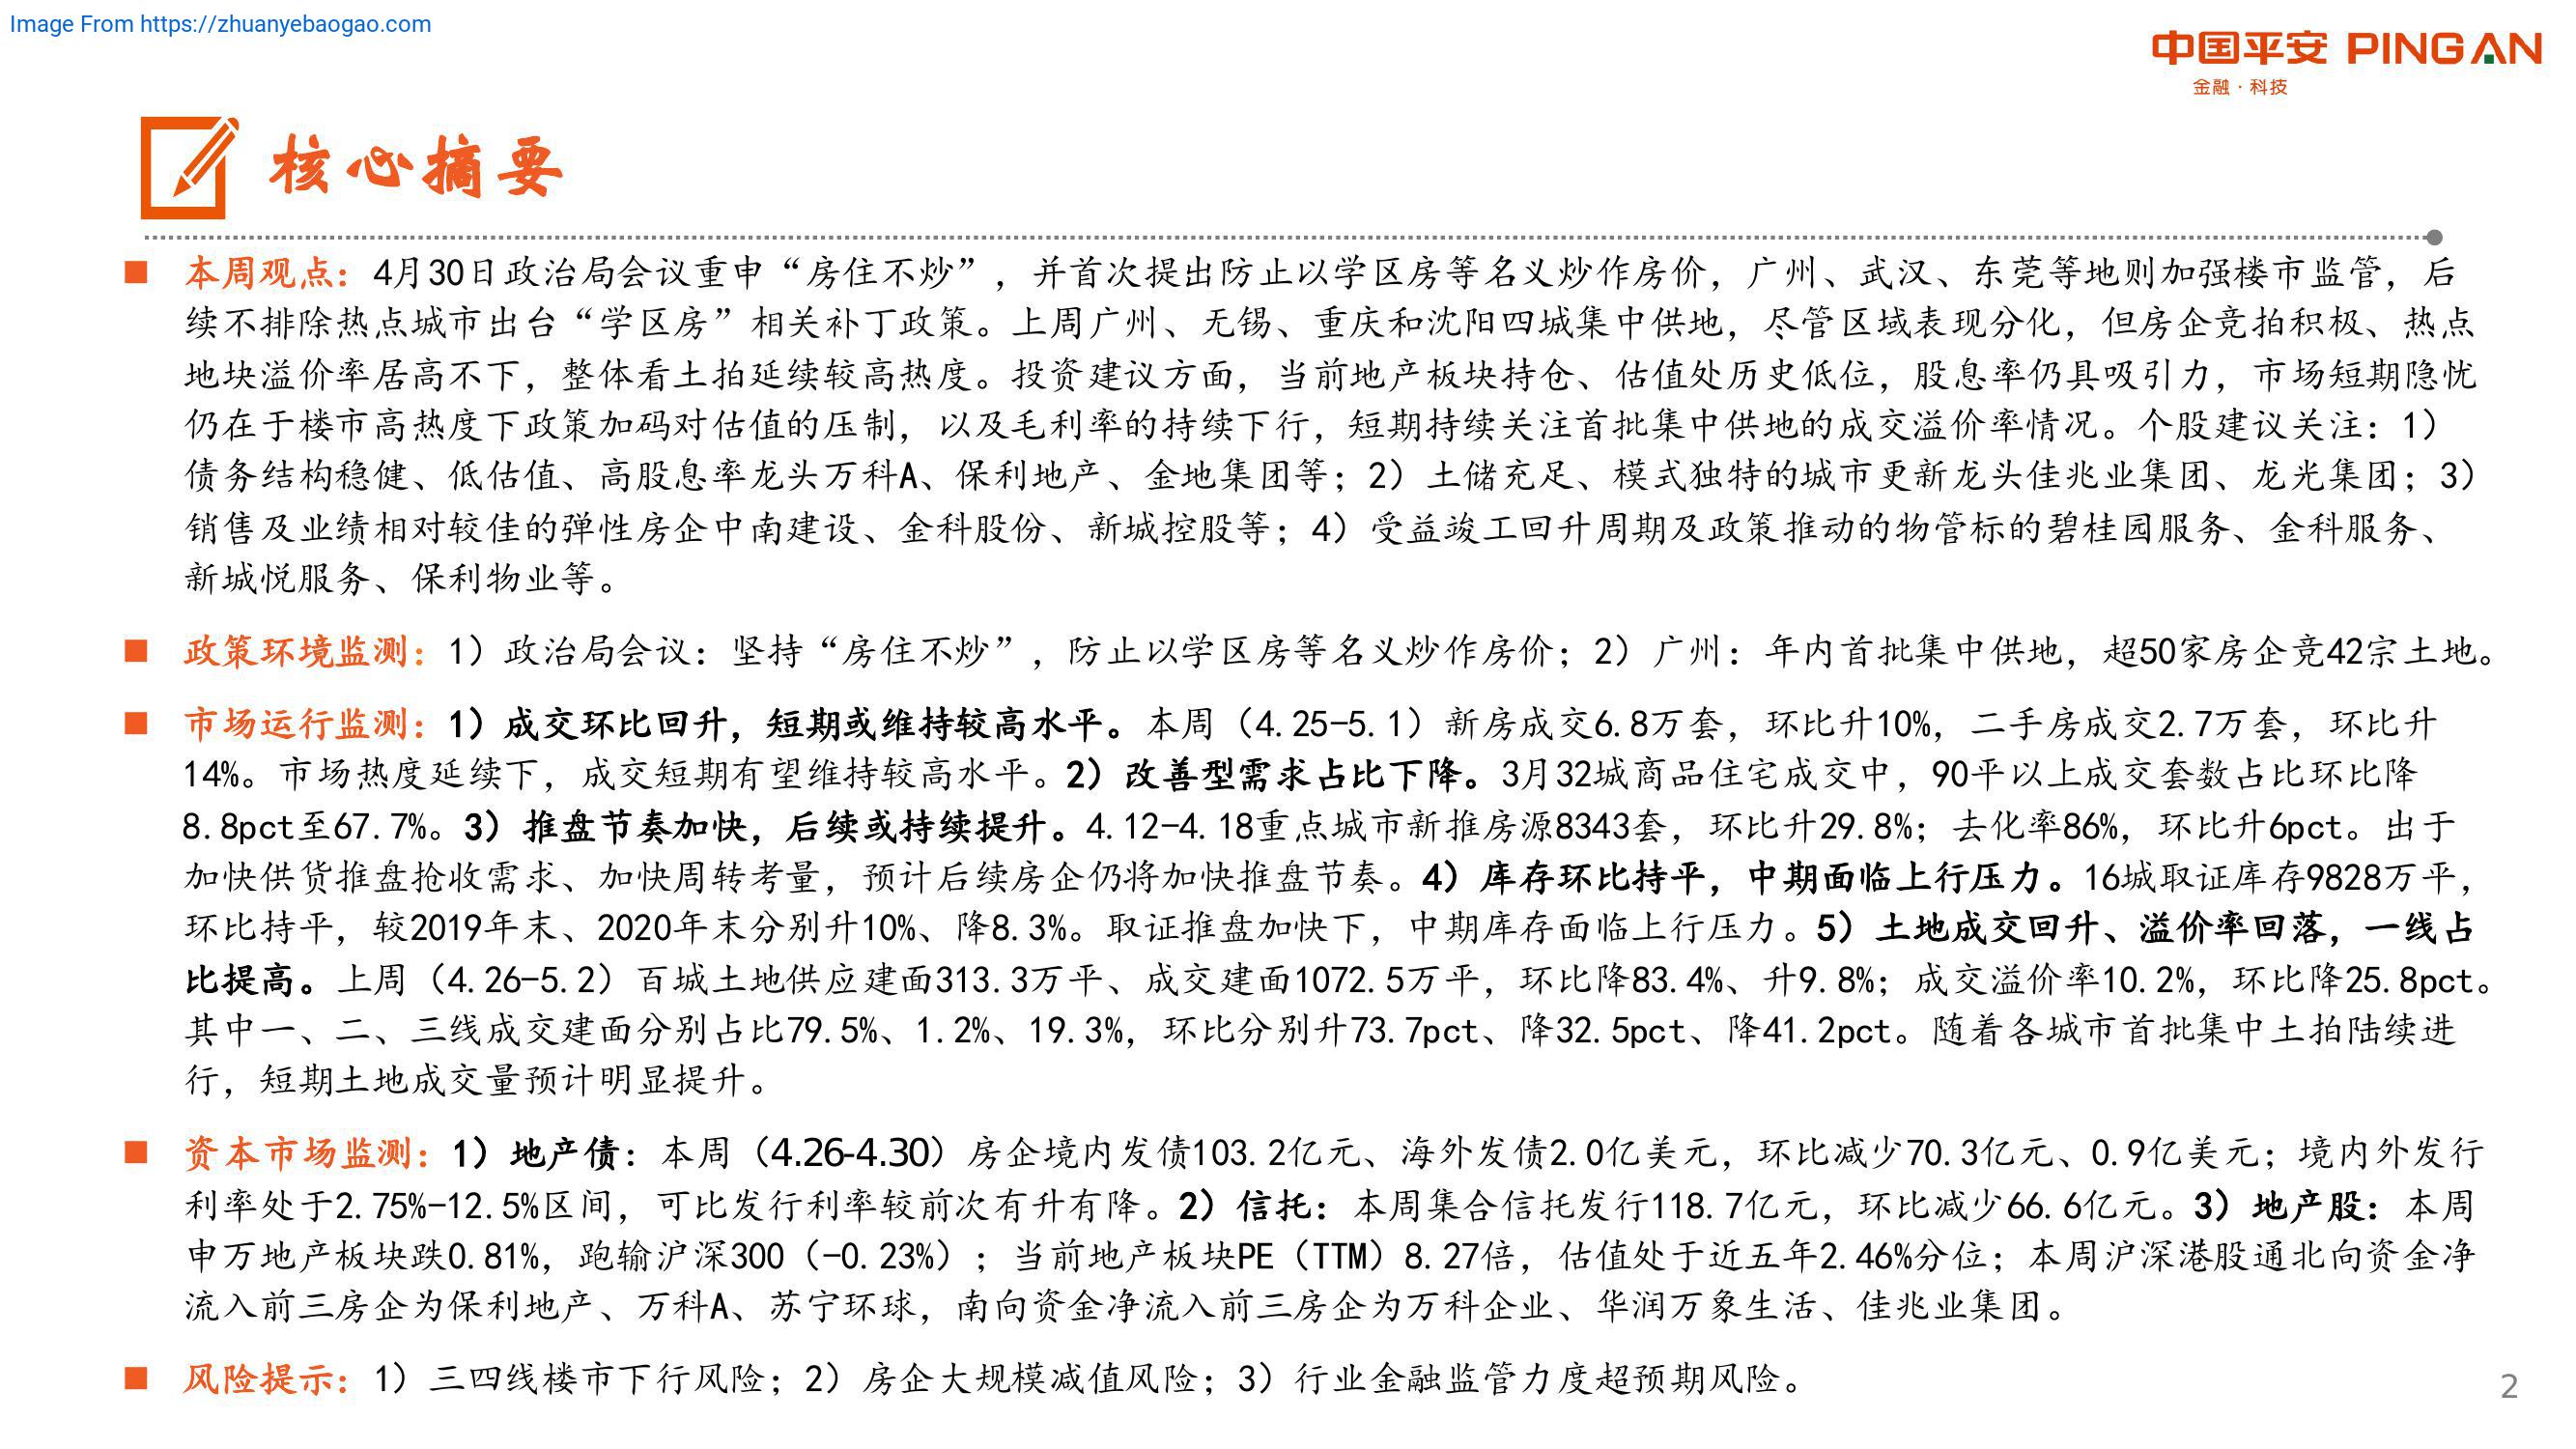 Image From https://zhuanyebaogao.com
中国平安 PINGAN
金融·科技
核心摘要
■ 本周观点：4月30日政治局会议重申“房住不炒”，并首次提出防止以学区房等名义炒作房价，广州、武汉、东莞等地则加强楼市监管，后
续不排除热点城市出台“学区房”相关补丁政策。上周广州、无锡、重庆和沈阳四城集中供地，尽管区域表现分化，但房企竞拍积极、热点
地块溢价率居高不下，整体看土拍延续较高热度。投资建议方面，当前地产板块持仓、估值处历史低位，股息率仍具吸引力，市场短期隐忧
仍在于楼市高热度下政策加码对估值的压制，以及毛利率的持续下行，短期持续关注首批集中供地的成交溢价率情况。个股建议关注：1）
债务结构稳健、低估值、高股息率龙头万科A、保利地产、金地集团等；2）土储充足、模式独特的城市更新龙头佳兆业集团、龙光集团；3）
销售及业绩相对较佳的弹性房企中南建设、金科股份、新城控股等；4）受益竣工回升周期及政策推动的物管标的碧桂园服务、金科服务、
新城悦服务、保利物业等。
■ 政策环境监测：1）政治局会议：坚持“房住不炒”，防止以学区房等名义炒作房价；2）广州：年内首批集中供地，超50家房企竞42宗土地。
■ 市场运行监测：1）成交环比回升，短期或维持较高水平。本周（4.25-5.1）新房成交6.8万套，环比升10%，二手房成交2.7万套，环比升
14%。市场热度延续下，成交短期有望维持较高水平。2）改善型需求占比下降。3月32城商品住宅成交中，90平以上成交套数占比环比降
8.8pct至67.7%。3）推盘节奏加快，后续或持续提升。4.12-4.18重点城市新推房源8343套，环比升29.8%；去化率86%，环比升6pct。出于
加快供货推盘抢收需求、加快周转考量，预计后续房企仍将加快推盘节奏。4）库存环比持平，中期面临上行压力。16城取证库存9828万平，
环比持平，较2019年末、2020年末分别升10%、降8.3%。取证推盘加快下，中期库存面临上行压力。5）土地成交回升、溢价率回落，一线占
比提高。上周（4.26-5.2）百城土地供应建面313.3万平、成交建面1072.5万平，环比降83.4%、升9.8%；成交溢价率10.2%，环比降25.8pct。
其中一、二、三线成交建面分别占比79.5%、1.2%、19.3%，环比分别升73.7pct、降32.5pct、降41.2pct。随着各城市首批集中土拍陆续进
行，短期土地成交量预计明显提升。
■ 资本市场监测：1）地产债：本周（4.26-4.30）房企境内发债103.2亿元、海外发债2.0亿美元，环比减少70.3亿元、0.9亿美元；境内外发行
利率处于2.75%-12.5%区间，可比发行利率较前次有升有降。2）信托：本周集合信托发行118.7亿元，环比减少66.6亿元。3）地产股：本周
申万地产板块跌0.81%，跑输沪深300（-0.23%）；当前地产板块PE（TTM）8.27倍，估值处于近五年2.46%分位；本周沪深港股通北向资金净
流入前三房企为保利地产、万科A、苏宁环球，南向资金净流入前三房企为万科企业、华润万象生活、佳兆业集团。
■ 风险提示：1）三四线楼市下行风险；2）房企大规模减值风险；3）行业金融监管力度超预期风险。
2